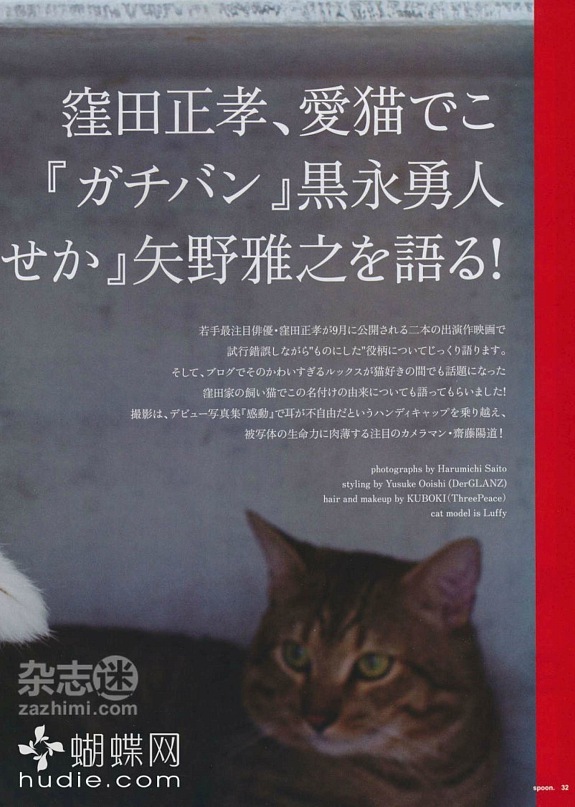 窪田正孝、愛猫でこ
『ガチバン』黒永勇人
せか』矢野雅之を語る!
若手最注目俳優・窪田正孝が9月に公開される二本の出演作映画で
試行錯誤しながら"ものにした"役柄についてじっくり語ります。
そして、ブログでそのかわいすぎるルックスが猫好きの間でも話題になった
窪田家の飼い猫でこの名付けの由来についても語ってもらいました!
撮影は、デビュー写真集『感動』で耳が不自由だというハンディキャップを乗り越え、
被写体の生命力に肉薄する注目のカメラマン・齋藤陽道!
photographs by Harumichi Saito
styling by Yusuke Ooishi (DerGLANZ)
hair and makeup by KUBOKI (ThreePeace)
cat model is Luffy
杂志迷
zazhimi.com
蝴蝶网
hudie.com
spoon. 32